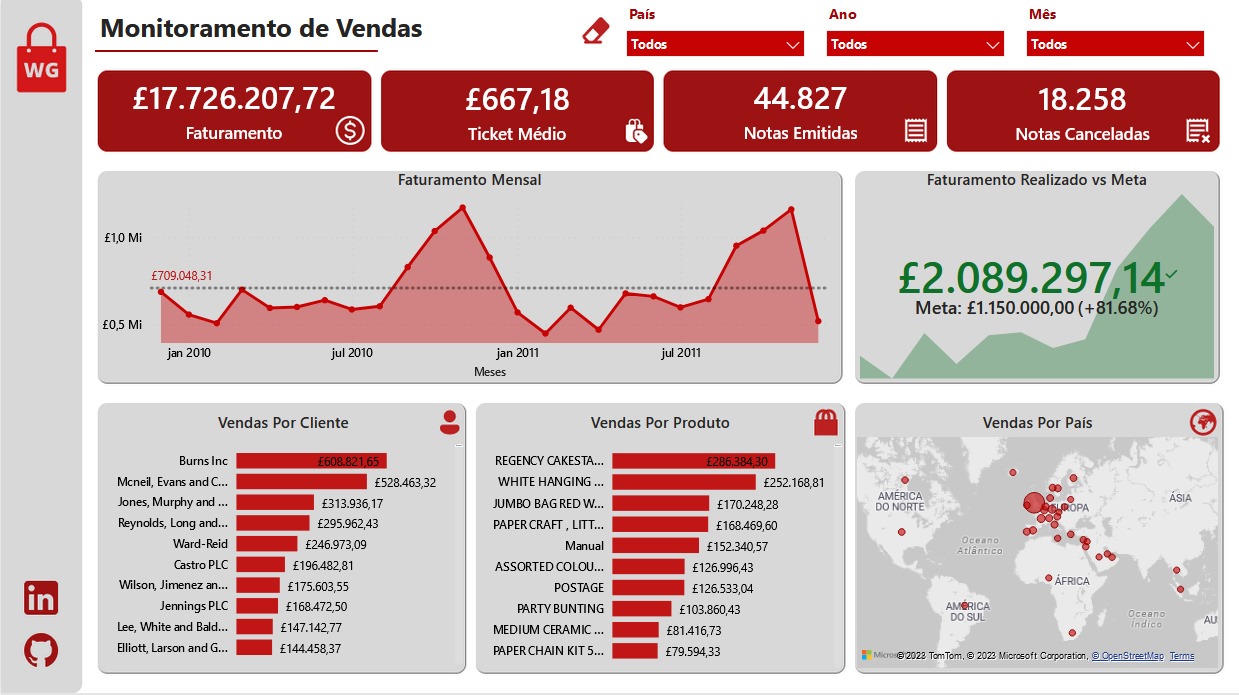 WG
Monitoramento de Vendas
País
Ano
Mês
Todos
Todos
Todos
£17.726.207,72
Faturamento
£667,18
Ticket Médio
44.827
Notas Emitidas
18.258
Notas Canceladas
Faturamento Mensal
£1,0 Mi
£709.048,31
£0,5 Mi
jan 2010
jul 2010
jan 2011
jul 2011
Meses
Faturamento Realizado vs Meta
£2.089.297,14
Meta: £1.150.000,00 (+81.68%)
Vendas Por Cliente
Burns Inc £608.821,65
Mcneil, Evans and C... £528.463,32
Jones, Murphy and ... £313.936,17
Reynolds, Long and... £295.962,43
Ward-Reid £246.973,09
Castro PLC £196.482,81
Wilson, Jimenez an... £175.603,55
Jennings PLC £168.472,50
Lee, White and Bald... £147.142,77
Elliott, Larson and G... £144.458,37
Vendas Por Produto
REGENCY CAKESTA... £286.384,30
WHITE HANGING ... £252.168,81
JUMBO BAG RED W... £170.248,28
PAPER CRAFT , LITT... £168.469,60
Manual £152.340,57
ASSORTED COLOU... £126.996,43
POSTAGE £126.533,04
PARTY BUNTING £103.860,43
MEDIUM CERAMIC ... £81.416,73
PAPER CHAIN KIT 5... £79.594,33
Vendas Por País
AMÉRICA
DO NORTE
EUROPA
ÁSIA
Oceano
Atlântico
ÁFRICA
AMÉRICA
DO SUL
Oceano
Índico
AU
© 2023 TomTom, © 2023 Microsoft Corporation, © OpenStreetMap Terms
in